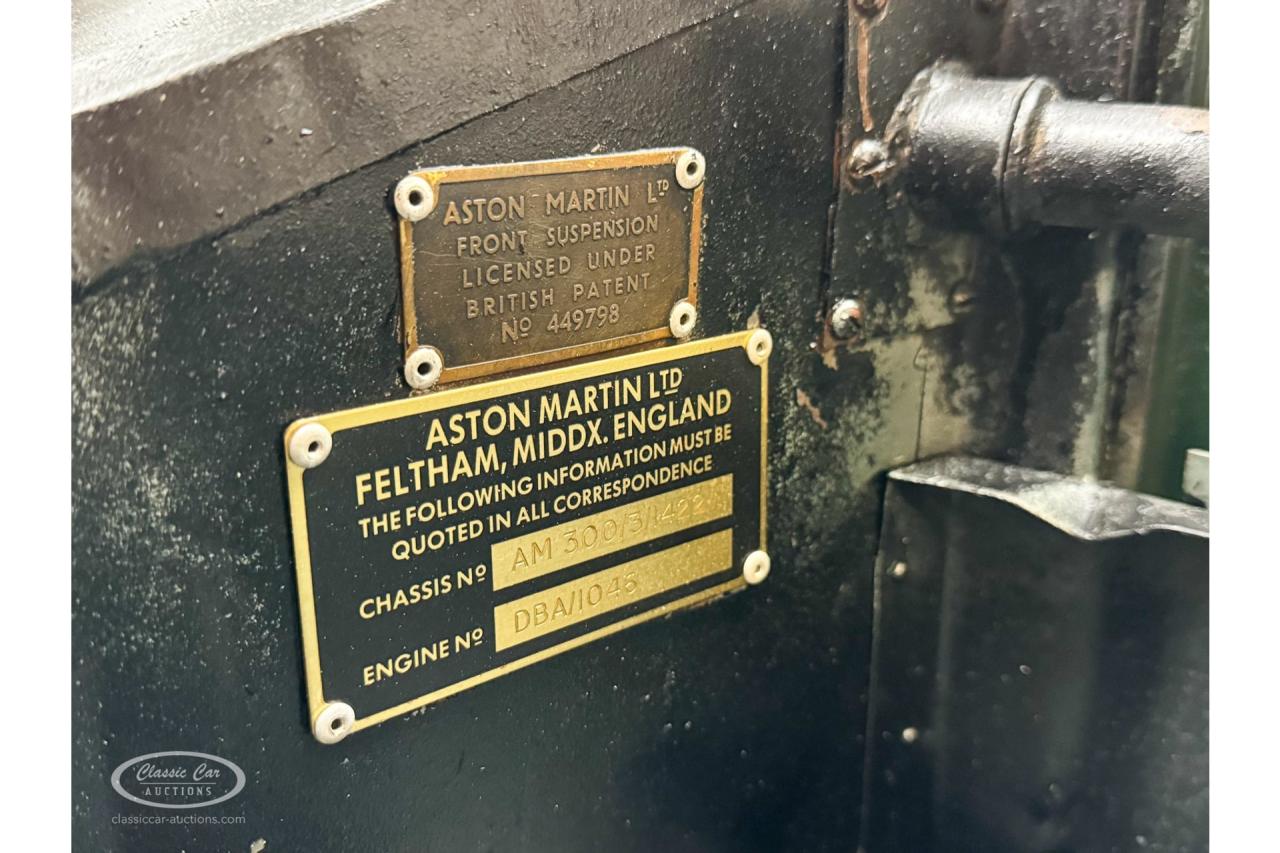 ASTON MARTIN LTD
FRONT SUSPENSION
LICENSED UNDER
BRITISH PATENT
Nº 449798
ASTON MARTIN LTD
FELTHAM, MIDDX. ENGLAND
THE FOLLOWING INFORMATION MUST BE
QUOTED IN ALL CORRESPONDENCE
CHASSIS Nº AM 300/3/1422
ENGINE Nº DBA/1045
Classic Car
AUCTIONS
classiccar-auctions.com